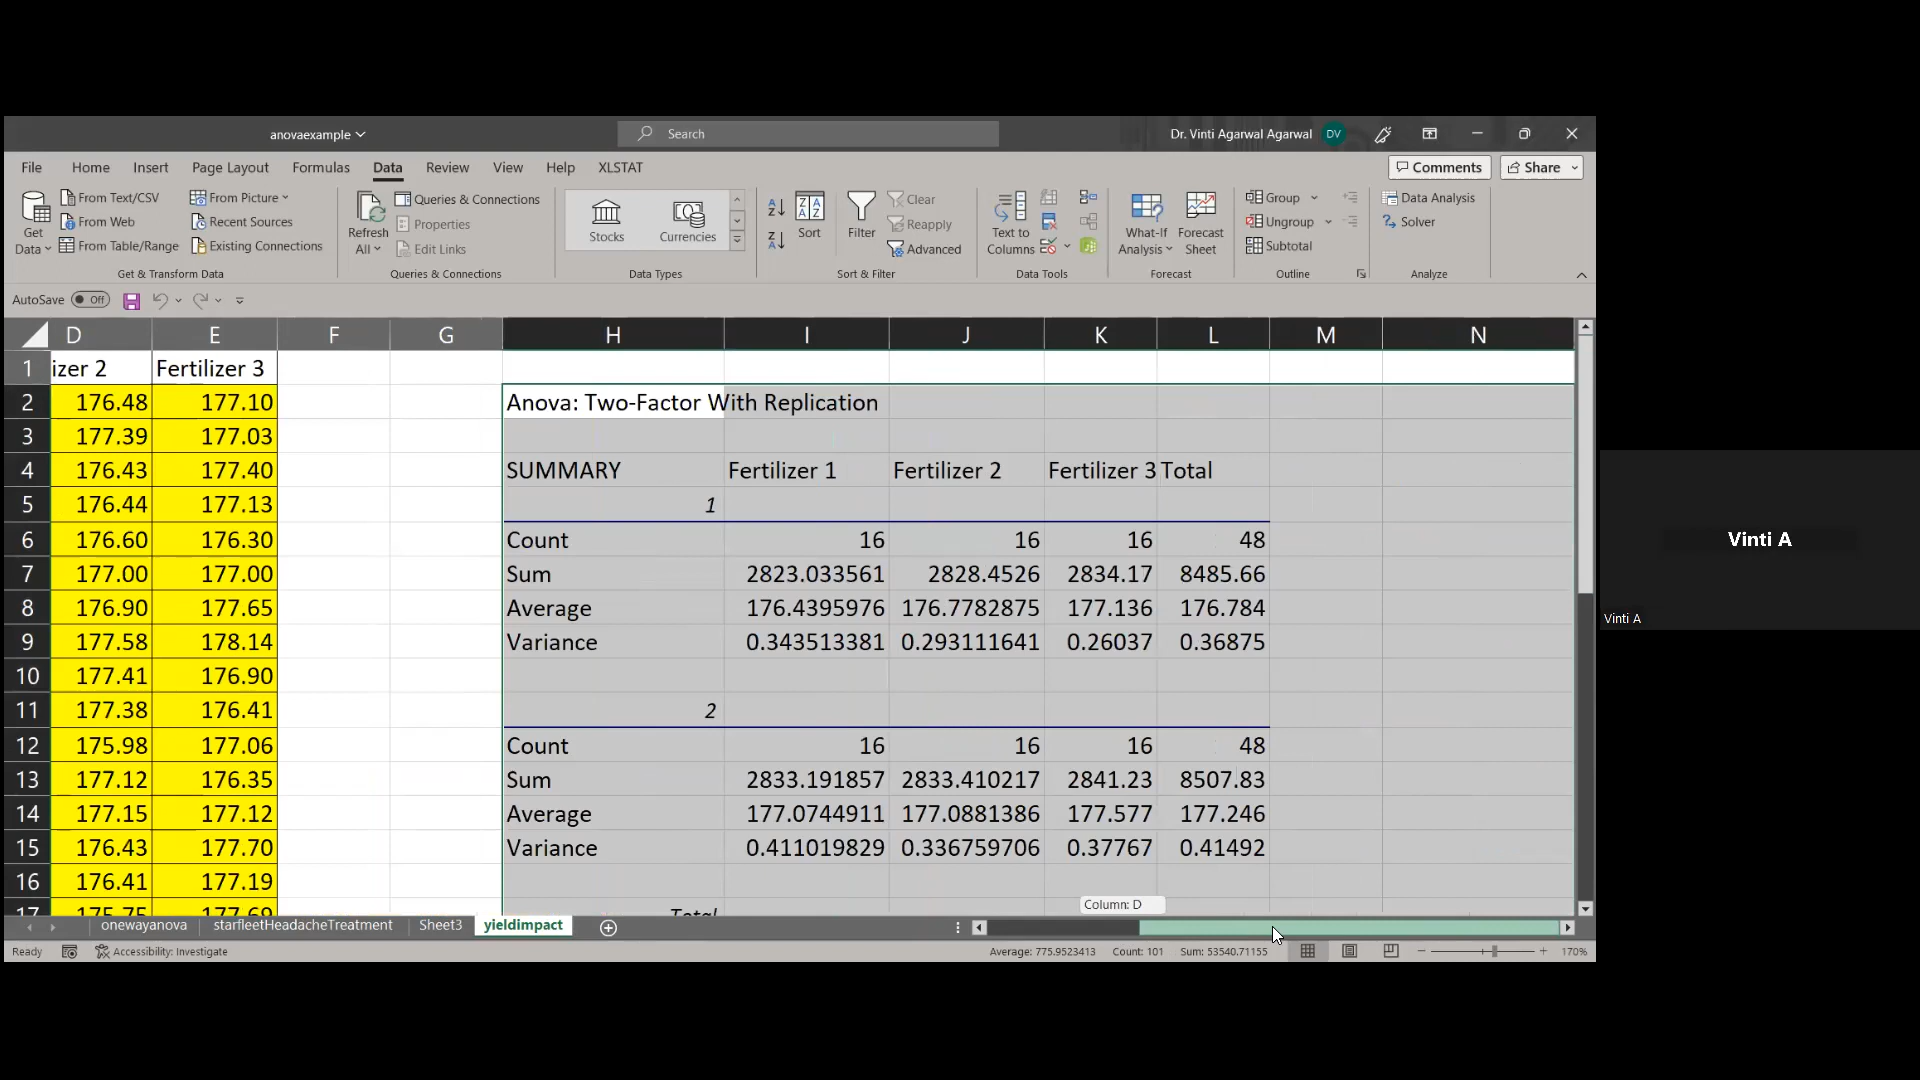 anovaexample
Search
Dr. Vinti Agarwal Agarwal DV
File Home Insert Page Layout Formulas Data Review View Help XLSTAT
Comments Share
Get Data
From Text/CSV
From Web
From Table/Range
From Picture
Recent Sources
Existing Connections
Get & Transform Data
Refresh All
Queries & Connections
Properties
Edit Links
Queries & Connections
Stocks
Currencies
Data Types
Sort
Filter
Clear
Reapply
Advanced
Sort & Filter
Text to Columns
Data Tools
What-If Analysis
Forecast Sheet
Forecast
Group
Ungroup
Subtotal
Outline
Data Analysis
Solver
Analyze
AutoSave Off
D E F G H I J K L M N
1 izer 2 Fertilizer 3
2 176.48 177.10 Anova: Two-Factor With Replication
3 177.39 177.03
4 176.43 177.40 SUMMARY Fertilizer 1 Fertilizer 2 Fertilizer 3 Total
5 176.44 177.13 1
6 176.60 176.30 Count 16 16 16 48
7 177.00 177.00 Sum 2823.033561 2828.4526 2834.17 8485.66
8 176.90 177.65 Average 176.4395976 176.7782875 177.136 176.784
9 177.58 178.14 Variance 0.343513381 0.293111641 0.26037 0.36875
10 177.41 176.90
11 177.38 176.41 2
12 175.98 177.06 Count 16 16 16 48
13 177.12 176.35 Sum 2833.191857 2833.410217 2841.23 8507.83
14 177.15 177.12 Average 177.0744911 177.0881386 177.577 177.246
15 176.43 177.70 Variance 0.411019829 0.336759706 0.37767 0.41492
16 176.41 177.19
17 175.75 177.69 Total
Column: D
onewayanova starfleetHeadacheTreatment Sheet3 yieldimpact
Ready Accessibility: Investigate Average: 775.9523413 Count: 101 Sum: 53540.71155 170%
Vinti A
Vinti A